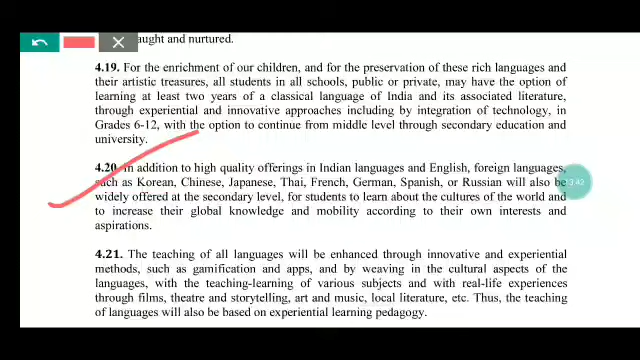 aught and nurtured.
4.19. For the enrichment of our children, and for the preservation of these rich languages and
their artistic treasures, all students in all schools, public or private, may have the option of
learning at least two years of a classical language of India and its associated literature,
through experiential and innovative approaches including by integration of technology, in
Grades 6-12, with the option to continue from middle level through secondary education and
university.
4.20. In addition to high quality offerings in Indian languages and English, foreign languages,
such as Korean, Chinese, Japanese, Thai, French, German, Spanish, or Russian will also be
widely offered at the secondary level, for students to learn about the cultures of the world and
to increase their global knowledge and mobility according to their own interests and
aspirations.
4.21. The teaching of all languages will be enhanced through innovative and experiential
methods, such as gamification and apps, and by weaving in the cultural aspects of the
languages, with the teaching-learning of various subjects and with real-life experiences
through films, theatre and storytelling, art and music, local literature, etc. Thus, the teaching
of languages will also be based on experiential learning pedagogy.